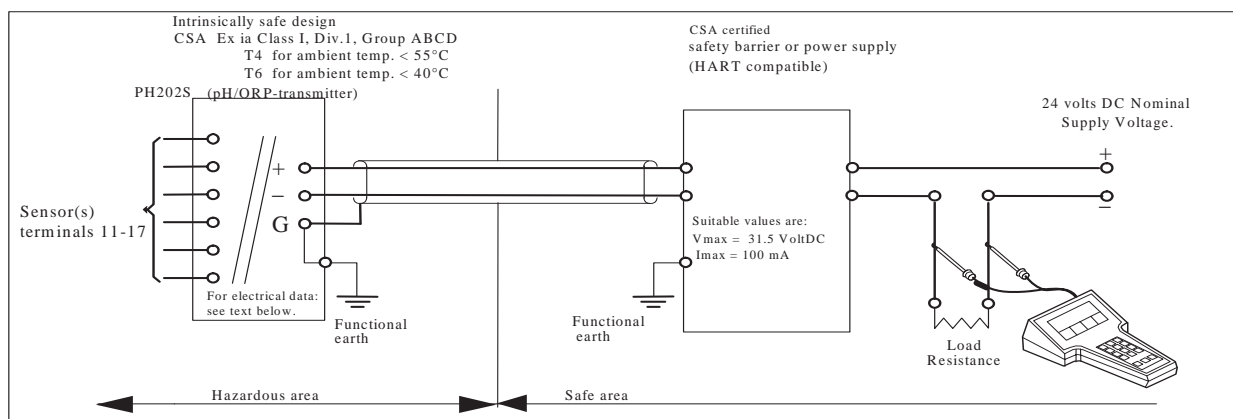 Intrinsically safe design
CSA Ex ia Class I, Div.1, Group ABCD
T4 for ambient temp. < 55°C
T6 for ambient temp. < 40°C
PH202S (pH/ORP-transmitter)
CSA certified
safety barrier or power supply
(HART compatible)
24 volts DC Nominal
Supply Voltage.
+
−
G
+
−
Sensor(s)
terminals 11-17
Suitable values are:
Vmax = 31.5 VoltDC
Imax = 100 mA
For electrical data:
see text below.
Functional
earth
Functional
earth
Load
Resistance
Hazardous area
Safe area